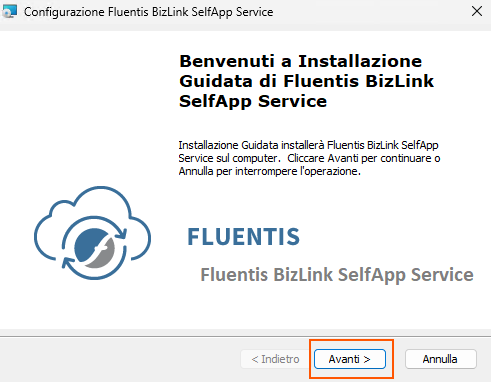 Configurazione Fluentis BizLink SelfApp Service
Benvenuti a Installazione
Guidata di Fluentis BizLink
SelfApp Service
Installazione Guidata installerà Fluentis BizLink SelfApp
Service sul computer. Cliccare Avanti per continuare o
Annulla per interrompere l'operazione.
FLUENTIS
Fluentis BizLink SelfApp Service
< Indietro
Avanti >
Annulla